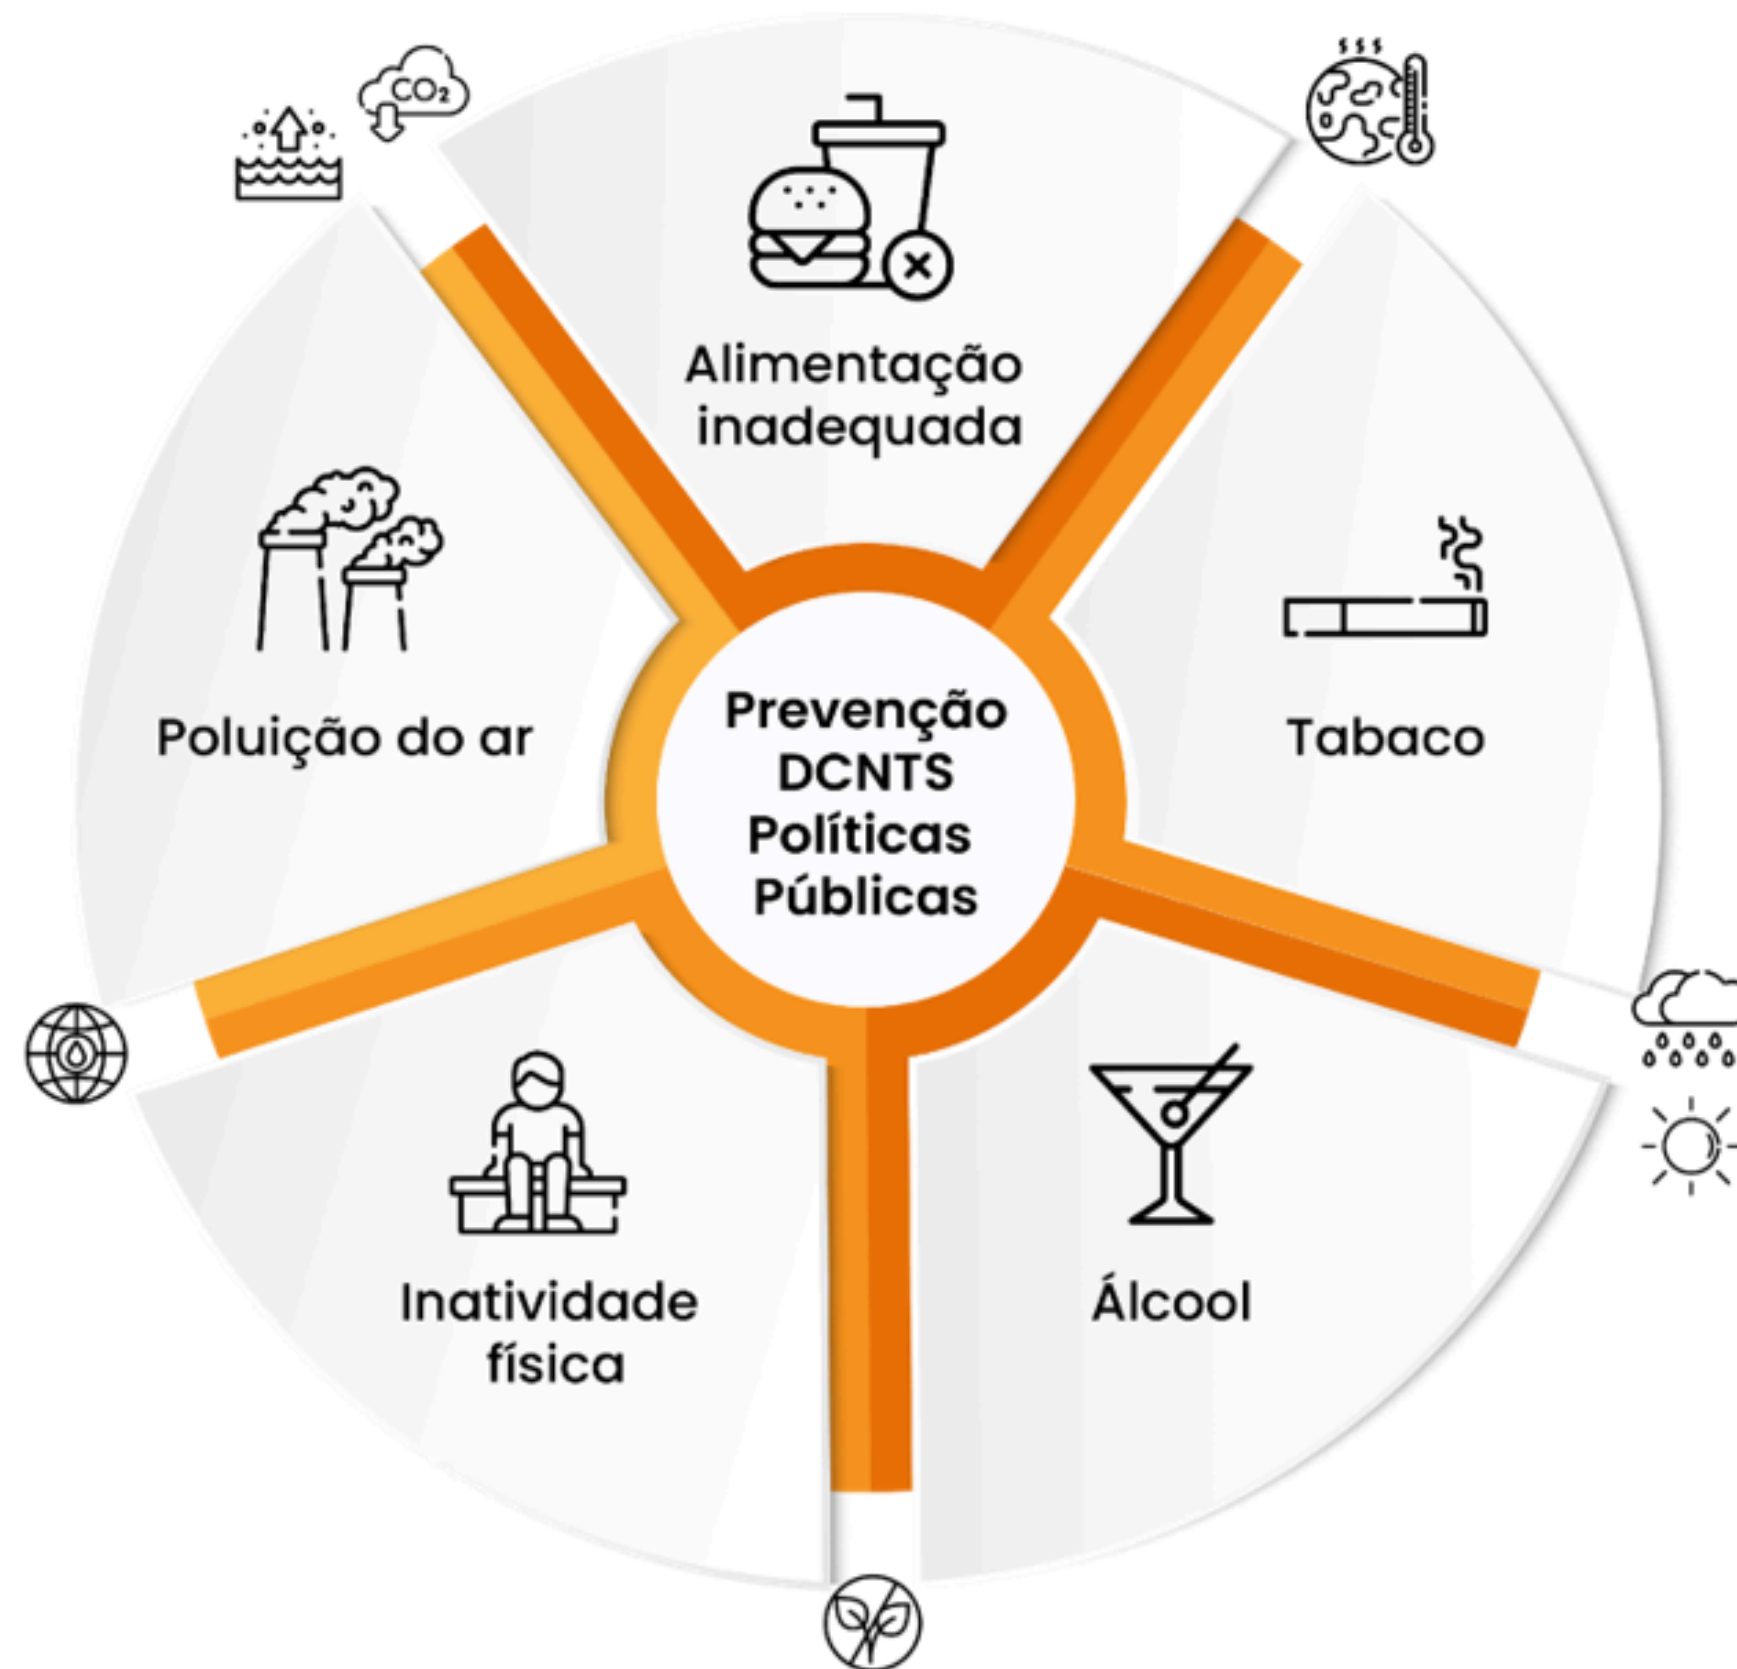 CO₂
Alimentação
inadequada
Poluição do ar
Tabaco
Prevenção
DCNTS
Políticas
Públicas
Inatividade
física
Álcool